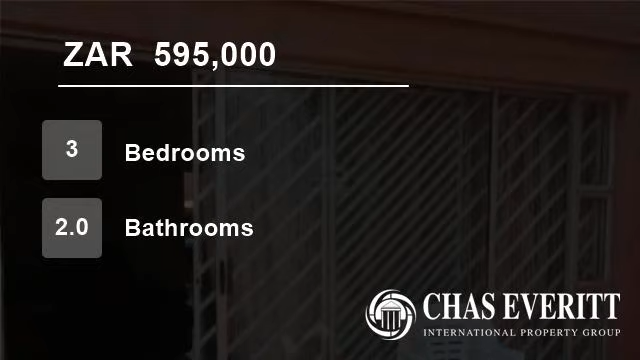 ZAR 595,000
3 Bedrooms
2.0 Bathrooms
CHAS EVERITT
INTERNATIONAL PROPERTY GROUP